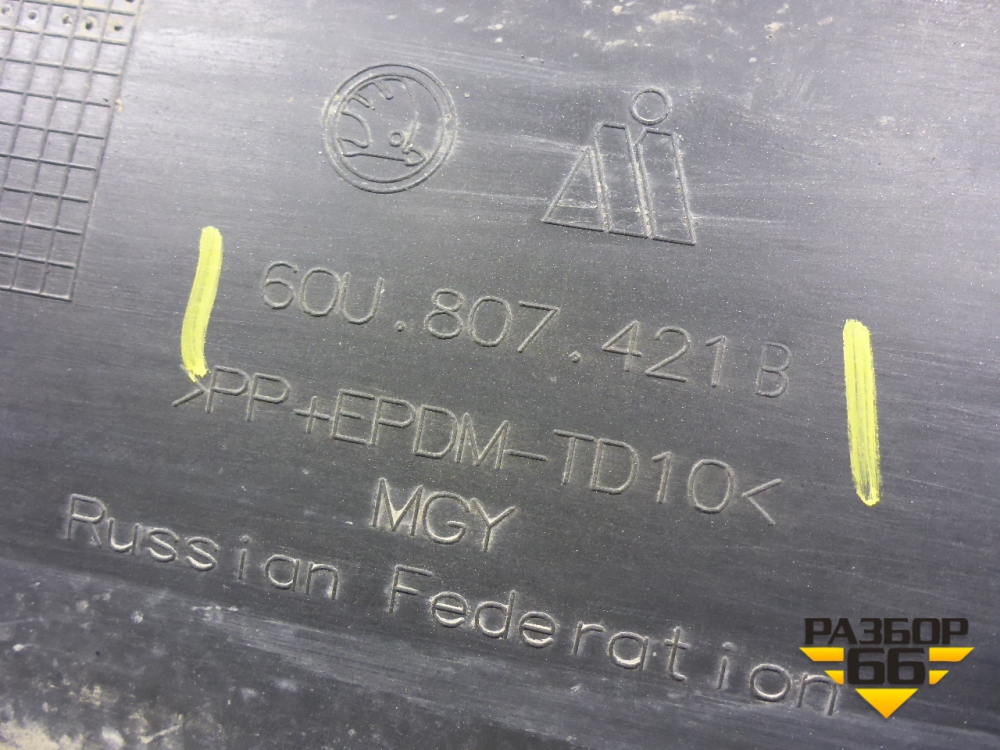 60U.807.421 B
>PP+EPDM-TD10<
MGY
Russian Federation
РАЗБОР
66